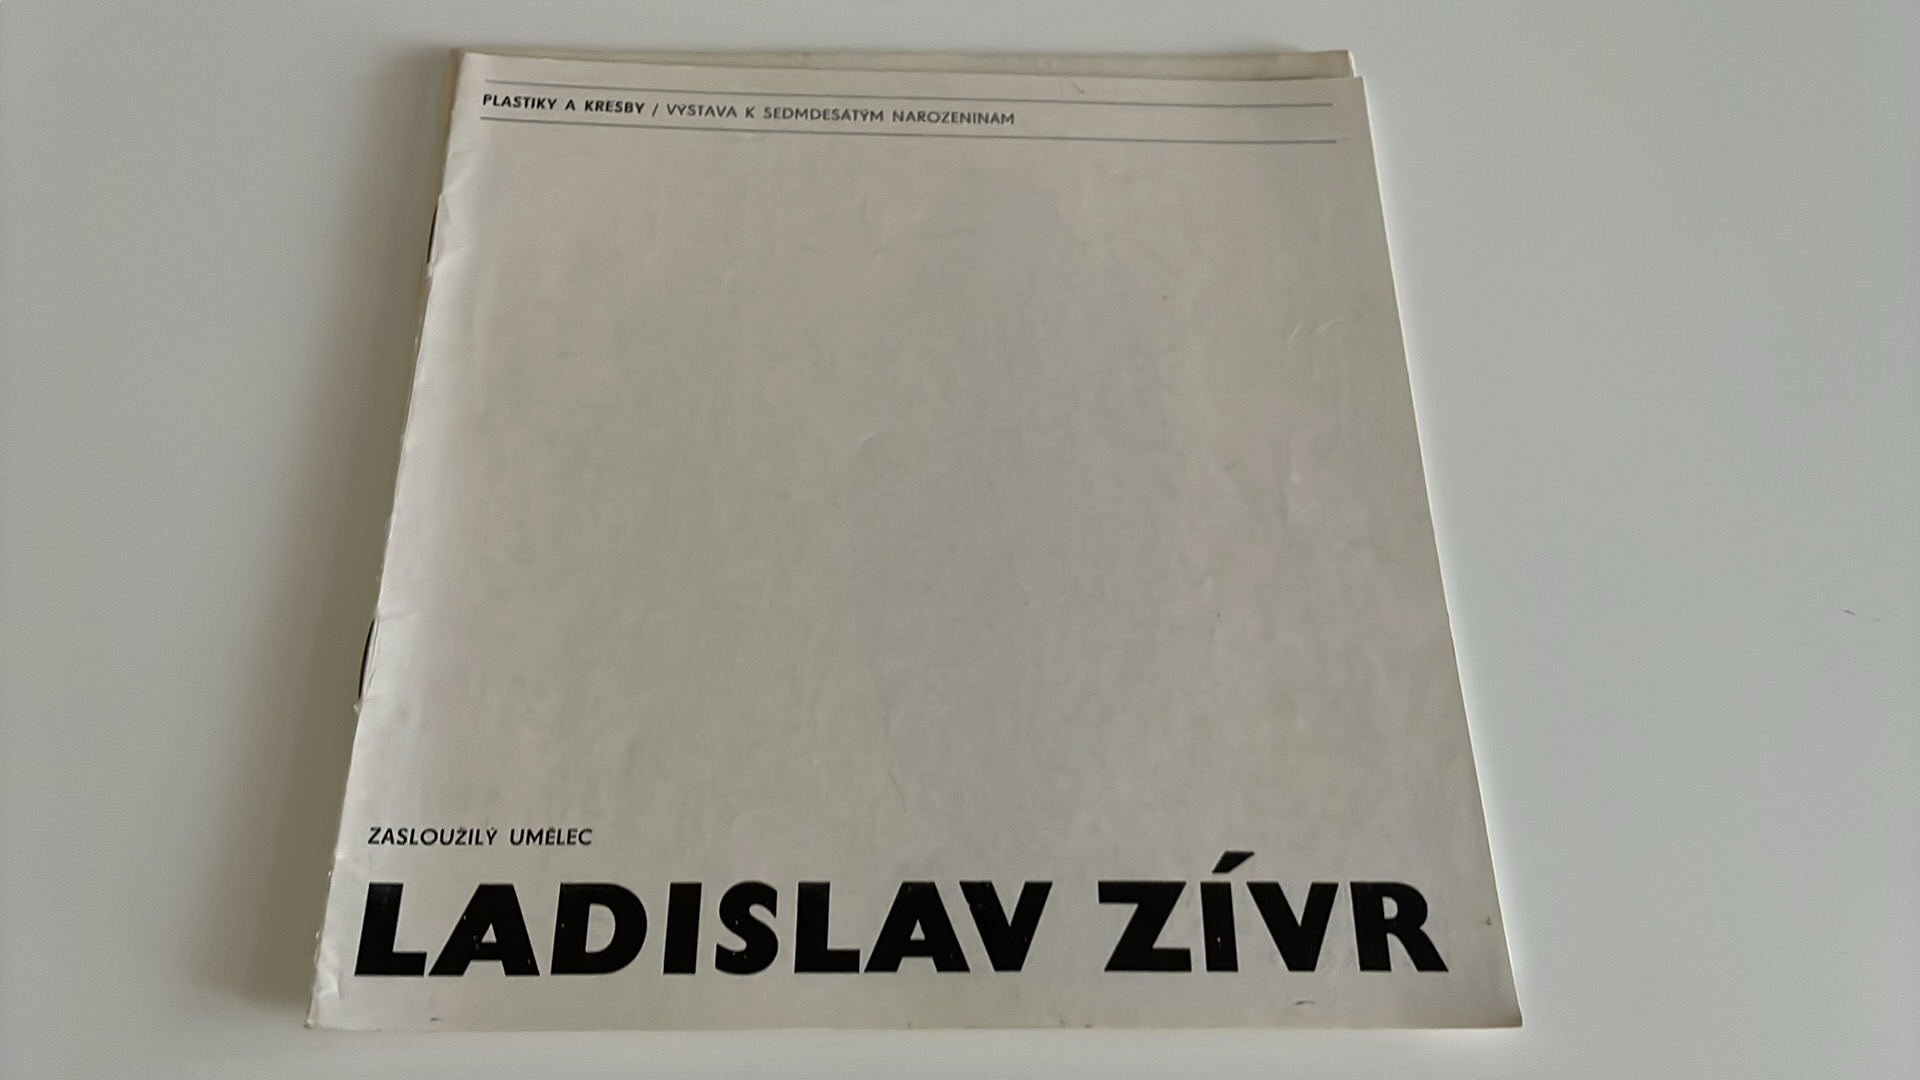 PLASTIKY A KRESBY / VÝSTAVA K SEDMDESÁTÝM NAROZENINÁM
ZASLOUŽILÝ UMĚLEC
LADISLAV ZÍVR